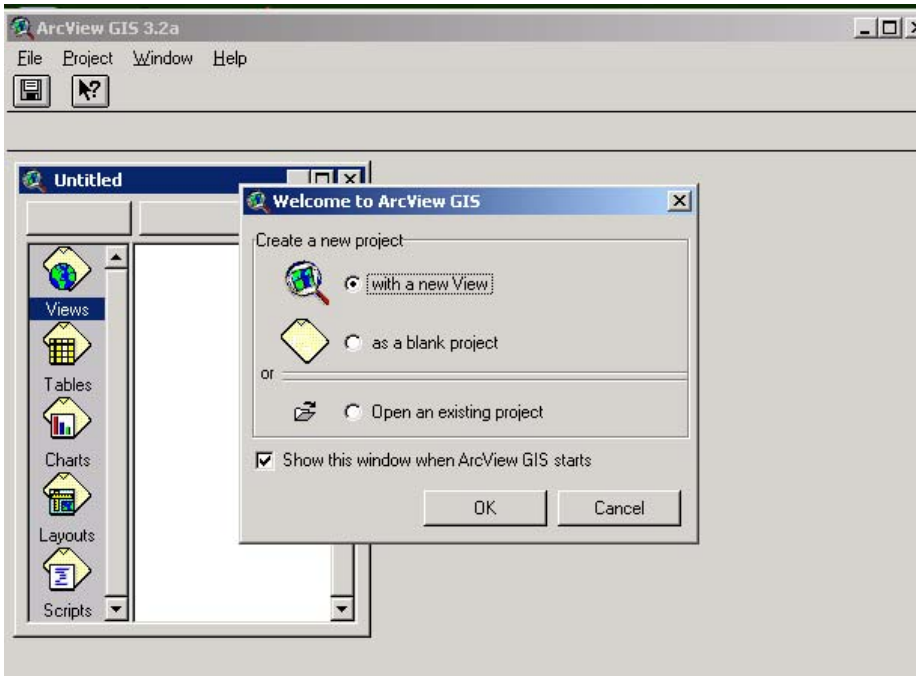 ArcView GIS 3.2a
File Project Window Help
Untitled
Welcome to ArcView GIS
Create a new project
with a new View
as a blank project
or
Open an existing project
Show this window when ArcView GIS starts
OK Cancel
Views
Tables
Charts
Layouts
Scripts